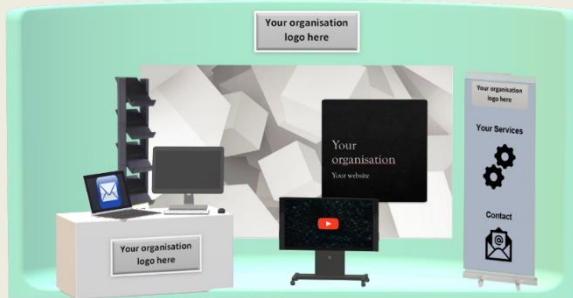 Your organisation
logo here
Your
organisation
Your website
Your organisation
logo here
Your organisation
logo here
Your Services
Contact
@